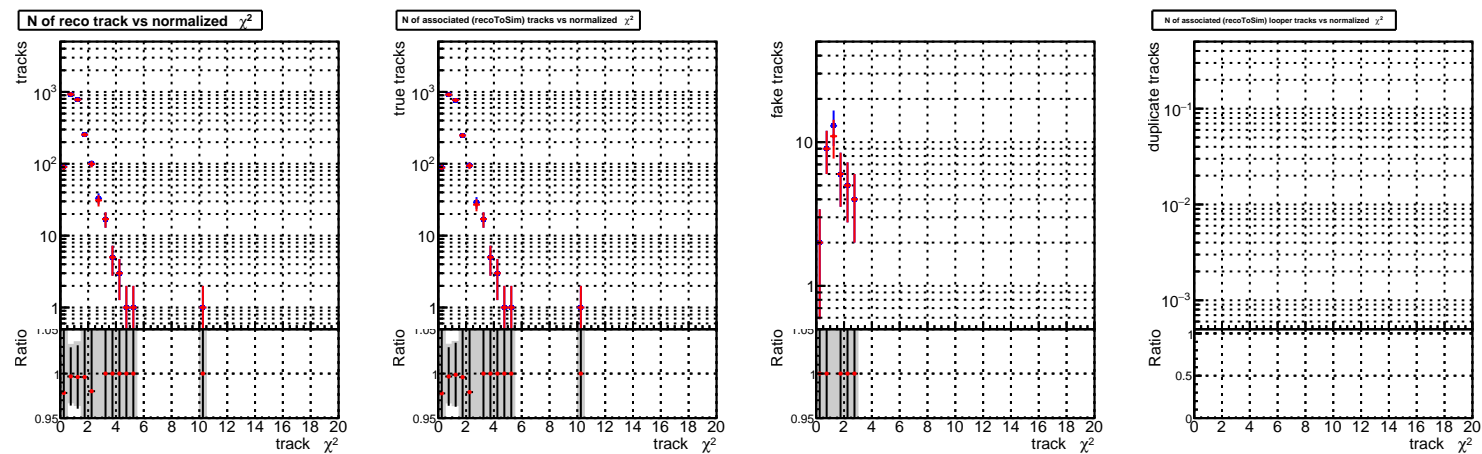 N of reco track vs normalized χ²
tracks
10³
10²
10
1
Ratio
1.05
1
0.95
0 2 4 6 8 10 12 14 16 18 20
track χ²
N of associated (recoToSim) tracks vs normalized χ²
true tracks
10³
10²
10
1
Ratio
1.05
1
0.95
0 2 4 6 8 10 12 14 16 18 20
track χ²
fake tracks
10
1
Ratio
1.05
1
0.95
0 2 4 6 8 10 12 14 16 18 20
track χ²
N of associated (recoToSim) looper tracks vs normalized χ²
duplicate tracks
10⁻¹
10⁻²
10⁻³
Ratio
1
0.5
0
0 2 4 6 8 10 12 14 16 18 20
track χ²